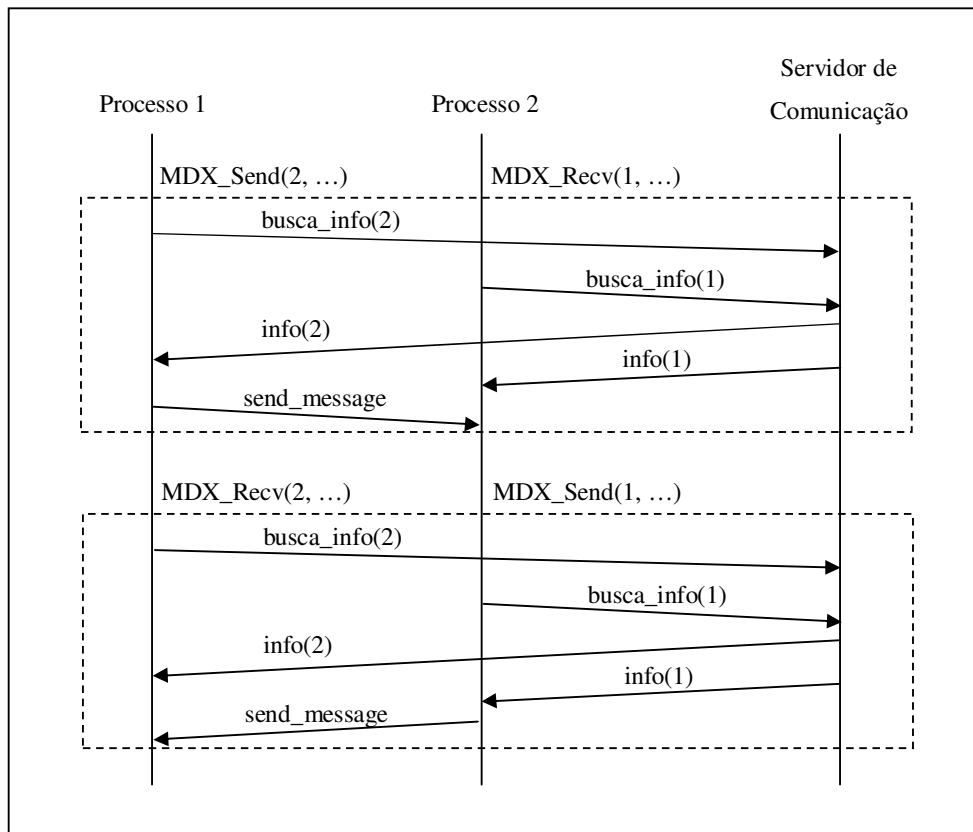 Servidor de
Processo 1 Processo 2 Comunicação
MDX_Send(2, …) MDX_Recv(1, …)
busca_info(2)
busca_info(1)
info(2)
info(1)
send_message
MDX_Recv(2, …) MDX_Send(1, …)
busca_info(2)
busca_info(1)
info(2)
info(1)
send_message